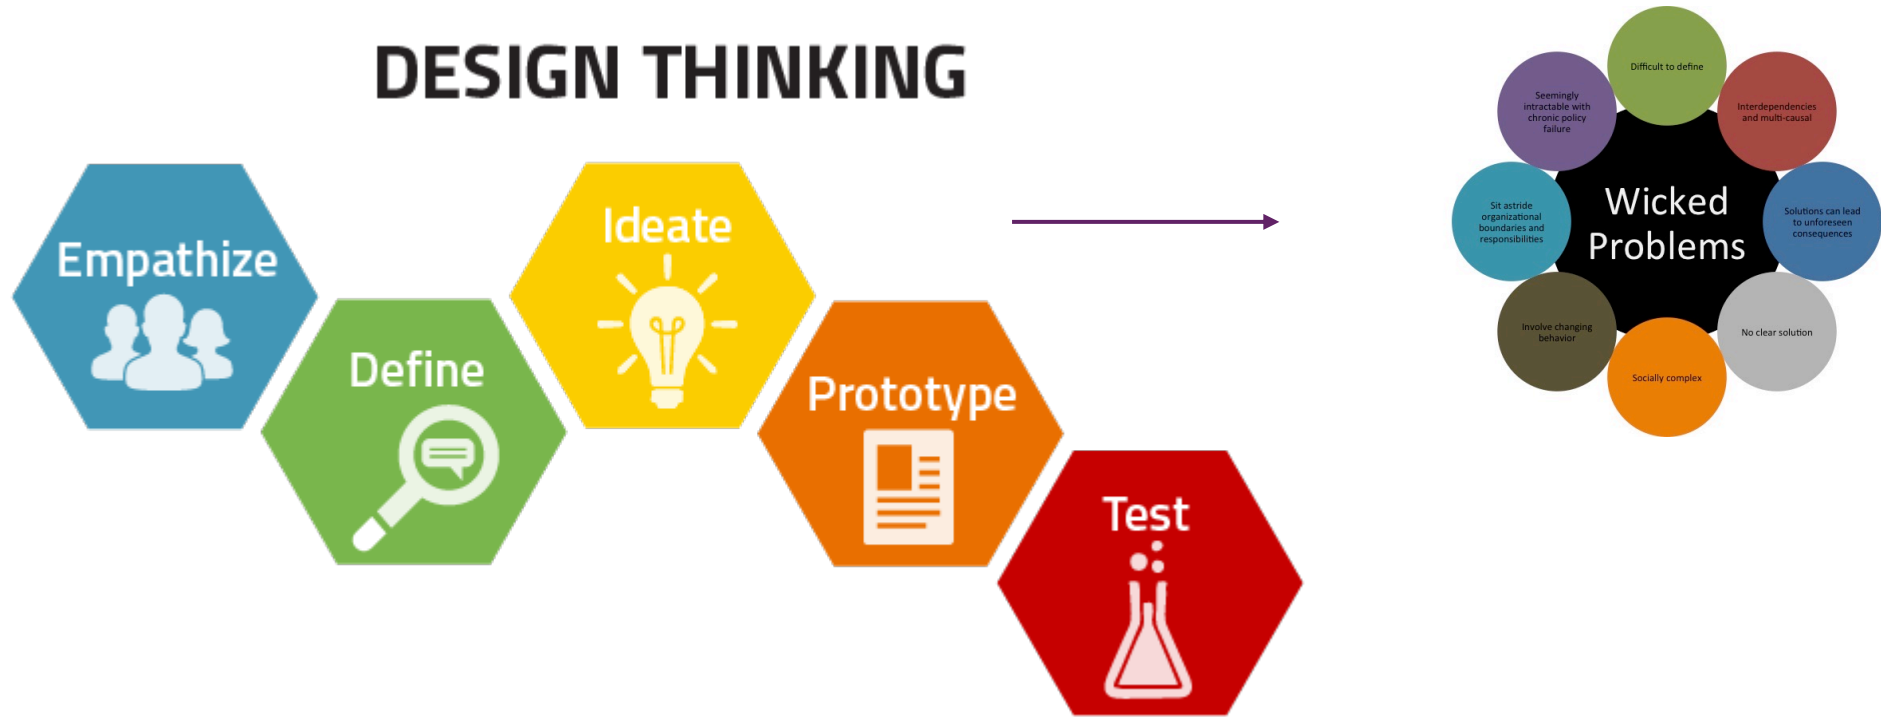 DESIGN THINKING
Empathize
Define
Ideate
Prototype
Test
Wicked
Problems
Difficult to define
Interdependencies
and multi-causal
Solutions can lead
to unforeseen
consequences
No clear solution
Socially complex
Involve changing
behavior
Sit astride
organizational
boundaries and
responsibilities
Seemingly
intractable with
chronic policy
failure